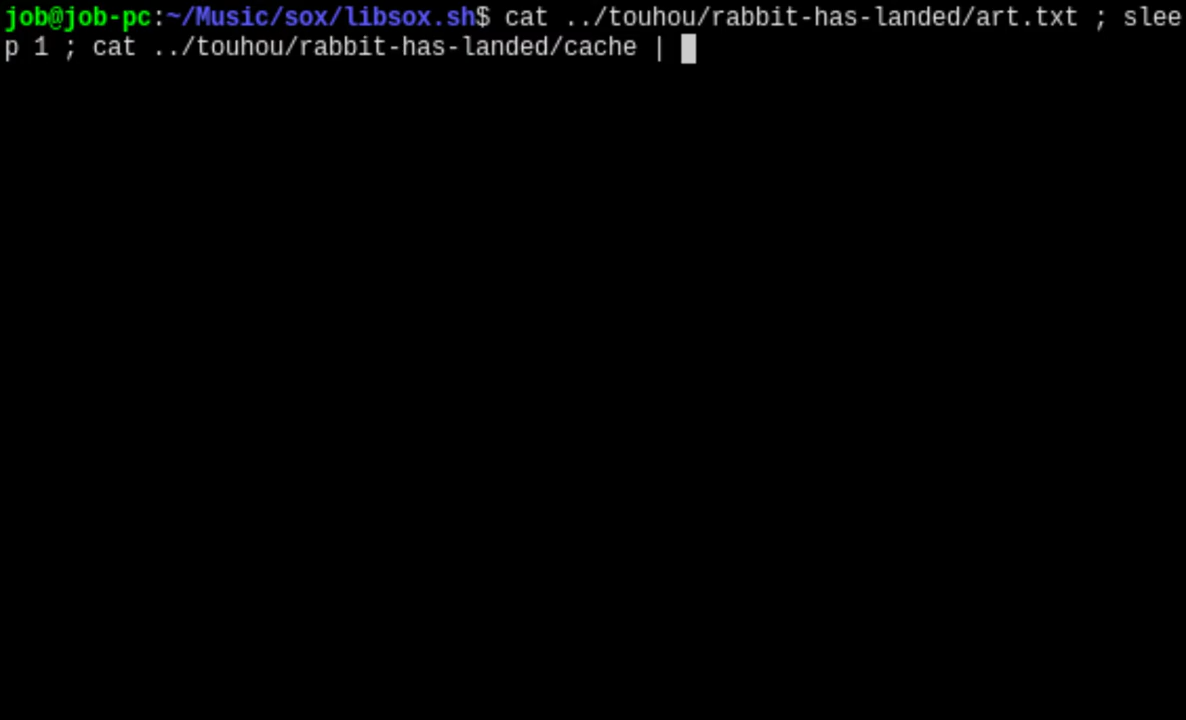 job@job-pc:~/Music/sox/libsox.sh$ cat ../touhou/rabbit-has-landed/art.txt ; slee
p 1 ; cat ../touhou/rabbit-has-landed/cache |